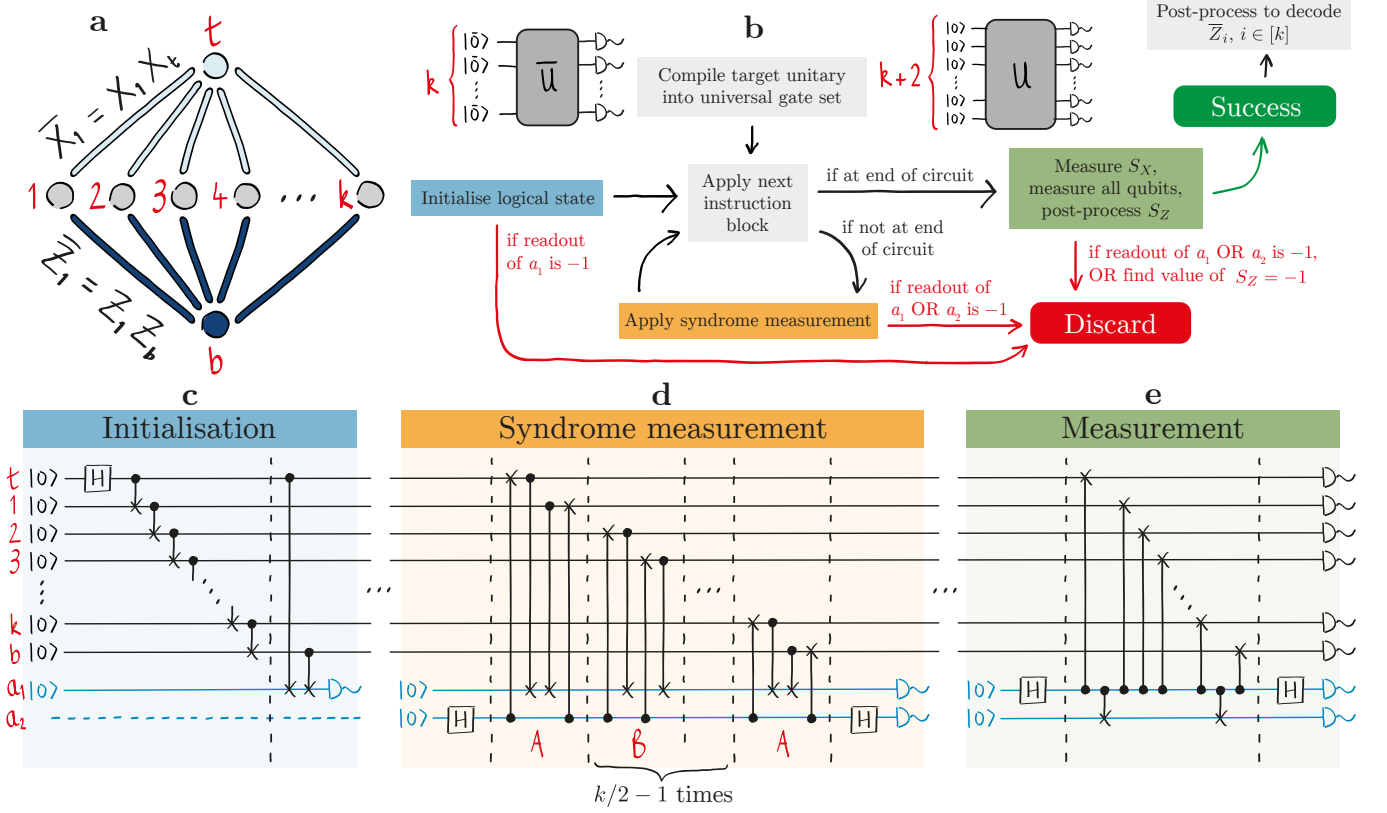 a
t
X̅₁ = X₁ Xₜ
1 2 3 4 ... k
Z̅₁ = Z₁ Z_b
b
b
k
|0̅⟩
|0̅⟩
⋮
|0̅⟩
U̅
Compile target unitary
into universal gate set
k+2
|0⟩
|0⟩
|0⟩
⋮
|0⟩
|0⟩
U
Post-process to decode
Z̅ᵢ, i ∈ [k]
Success
Initialise logical state
Apply next
instruction
block
if at end of circuit
Measure S_X,
measure all qubits,
post-process S_Z
if readout
of a₁ is −1
if not at end
of circuit
if readout of a₁ OR a₂ is −1,
OR find value of S_Z = −1
Apply syndrome measurement
if readout of
a₁ OR a₂ is −1
Discard
c
Initialisation
t |0⟩ H
1 |0⟩
2 |0⟩
3 |0⟩
⋮
k |0⟩
b |0⟩
a₁ |0⟩
a₂
...
d
Syndrome measurement
...
|0⟩
|0⟩ H H
A B A
k/2 − 1 times
...
e
Measurement
|0⟩ H H
|0⟩